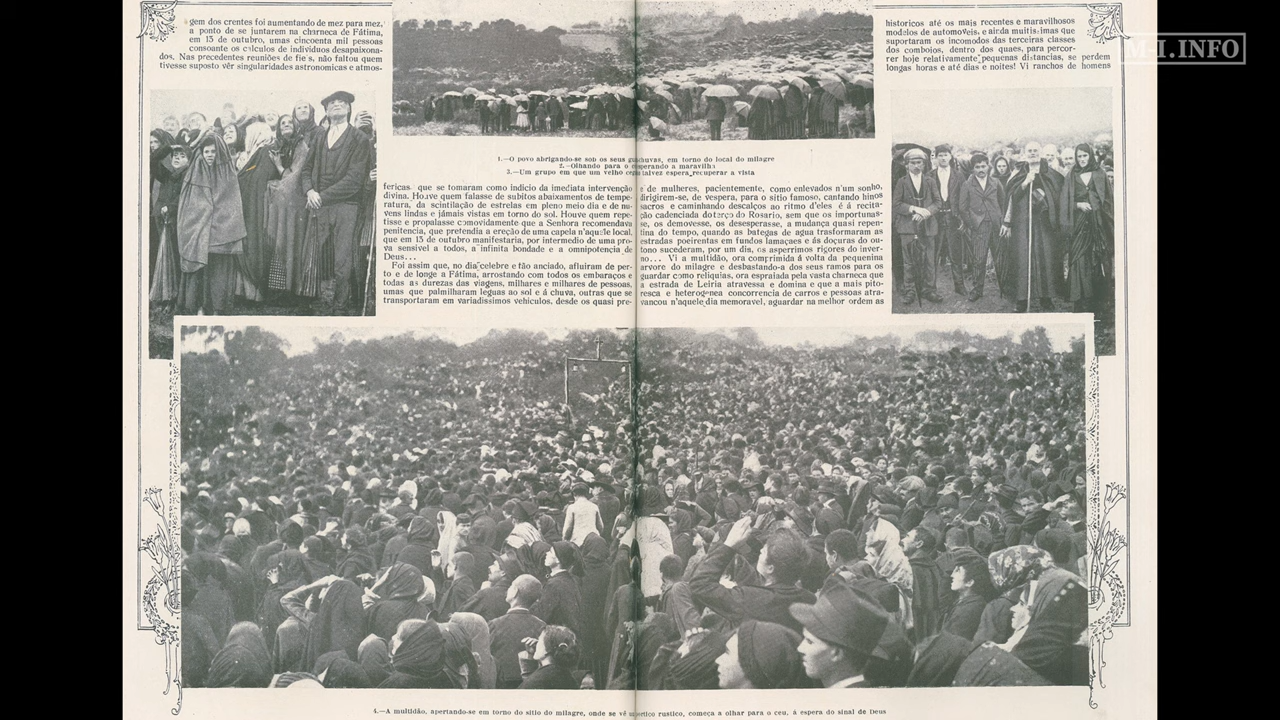 gem dos crentes foi aumentando de mez para mez,
a ponto de se juntarem na charneca de Fátima,
em 13 de outubro, umas cincoenta mil pessoas
consoante os calculos de individuos desapaixona-
dos. Nas precedentes reuniões de fieis, não faltou quem
tivesse suposto vêr singularidades astronomicas e atmos-
historicos até os mais recentes e maravilhosos
modelos de automoveis, e ainda muitissimas que
suportaram os incomodos das terceiras classes
dos comboios, dentro dos quaes, para percor-
rer hoje relativamente pequenas distancias, se perdem
longas horas e até dias e noites! Vi ranchos de homens
M-I.INFO
1.—O povo abrigando-se sob os seus chuvas, em torno do local do milagre
2.—Olhando para o esperando a maravilha
3.—Um grupo em que um velho talvez espera recuperar a vista
fericas que se tomaram como indicio da imediata intervenção
divina. Houve quem falasse de subitos abaixamentos de tempe-
ratura, da scintilação de estrelas em pleno meio dia e de nu-
vens lindas e jámais vistas em torno do sol. Houve quem repe-
tisse e propalasse comovidamente que a Senhora recomendava
penitencia, que pretendia a ereção de uma capela n'aquele local,
que em 13 de outubro manifestaria, por intermedio de uma pro-
va sensivel a todos, a infinita bondade e a omnipotencia de
Deus...
Foi assim que, no dia celebre e tão anciado, afluiram de per-
to e de longe a Fátima, arrostando com todos os embaraços e
todas as durezas das viagens, milhares e milhares de pessoas,
umas que palmilharam leguas ao sol e á chuva, outras que se
transportaram em variadissimos vehiculos, desde os quasi pre-
e de mulheres, pacientemente, como enlevados n'um sonho,
dirigirem-se, de vespera, para o sitio famoso, cantando hinos
sacros e caminhando descalços ao ritmo d'eles é á recita-
ção cadenciada do terço do Rosario, sem que os importunas-
se, os demovesse, os desesperasse, a mudança quasi repen-
tina do tempo, quando as bategas de agua transformaram as
estradas poeirentas em fundos lamaçaes e ás doçuras do ou-
tono sucederam, por um dia, os asperrimos rigores do inver-
no... Vi a multidão, ora comprimida á volta da pequenina
arvore do milagre e desbastando-a dos seus ramos para os
guardar como reliquias, ora espraiada pela vasta charneca que
a estrada de Leiria atravessa e domina e que a mais pito-
resca e heterogenea concorrencia de carros e pessoas atra-
vancou n'aquele dia memoravel, aguardar na melhor ordem as
4.—A multidão, apertando-se em torno do sitio do milagre, onde se vê portico rustico, começa a olhar para o ceu, á espera do sinal de Deus